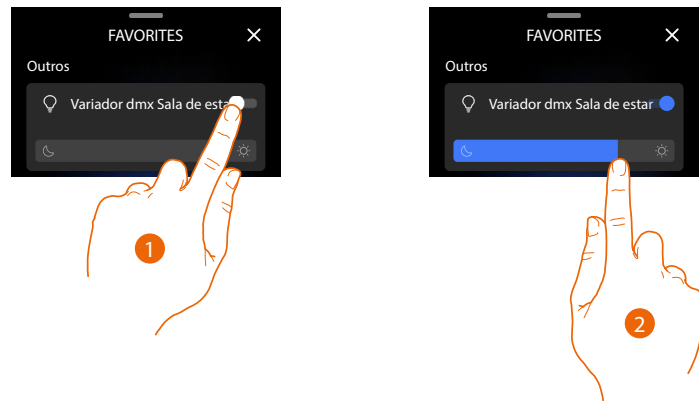 FAVORITES
Outros
Variador dmx Sala de esta
1
FAVORITES
Outros
Variador dmx Sala de estar
2